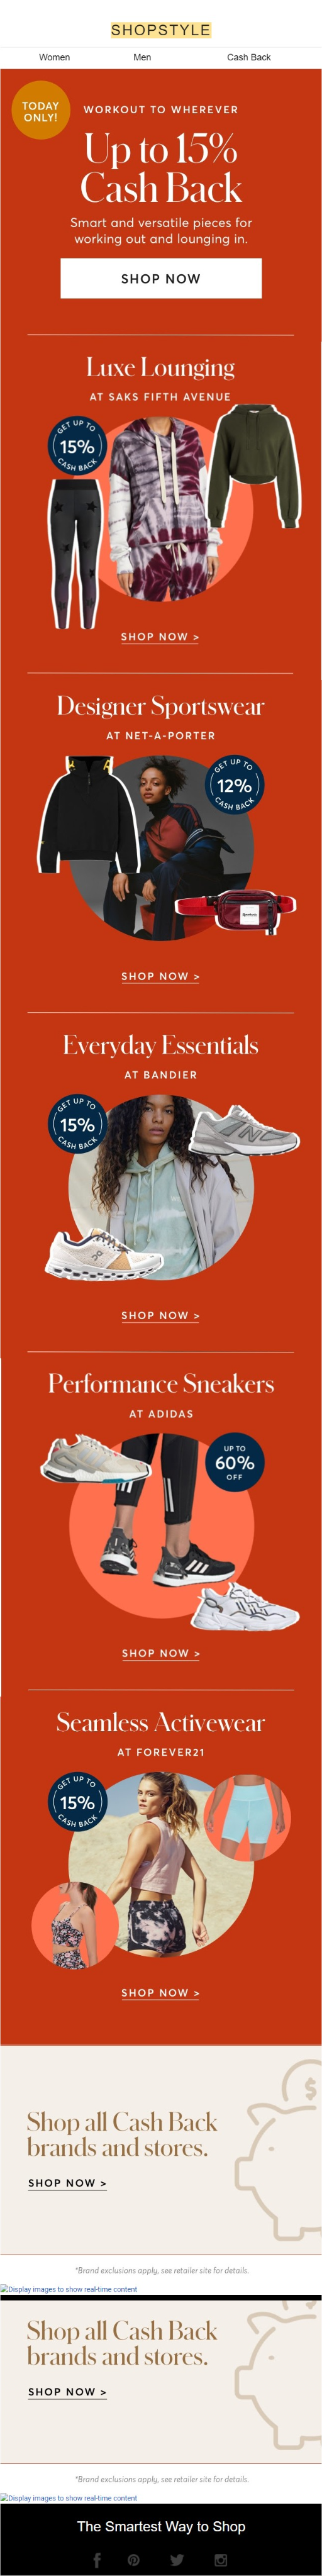 SHOPSTYLE
Women
Men
Cash Back
TODAY
ONLY!
WORKOUT TO WHEREVER
Up to 15%
Cash Back
Smart and versatile pieces for
working out and lounging in.
SHOP NOW
Luxe Lounging
AT SAKS FIFTH AVENUE
GET UP TO
15%
CASH BACK
SHOP NOW >
Designer Sportswear
AT NET-A-PORTER
GET UP TO
12%
CASH BACK
SHOP NOW >
Everyday Essentials
AT BANDIER
GET UP TO
15%
CASH BACK
SHOP NOW >
Performance Sneakers
AT ADIDAS
UP TO
60%
OFF
SHOP NOW >
Seamless Activewear
AT FOREVER21
GET UP TO
15%
CASH BACK
SHOP NOW >
Shop all Cash Back
brands and stores.
SHOP NOW >
*Brand exclusions apply, see retailer site for details.
Display images to show real-time content
Shop all Cash Back
brands and stores.
SHOP NOW >
*Brand exclusions apply, see retailer site for details.
Display images to show real-time content
The Smartest Way to Shop